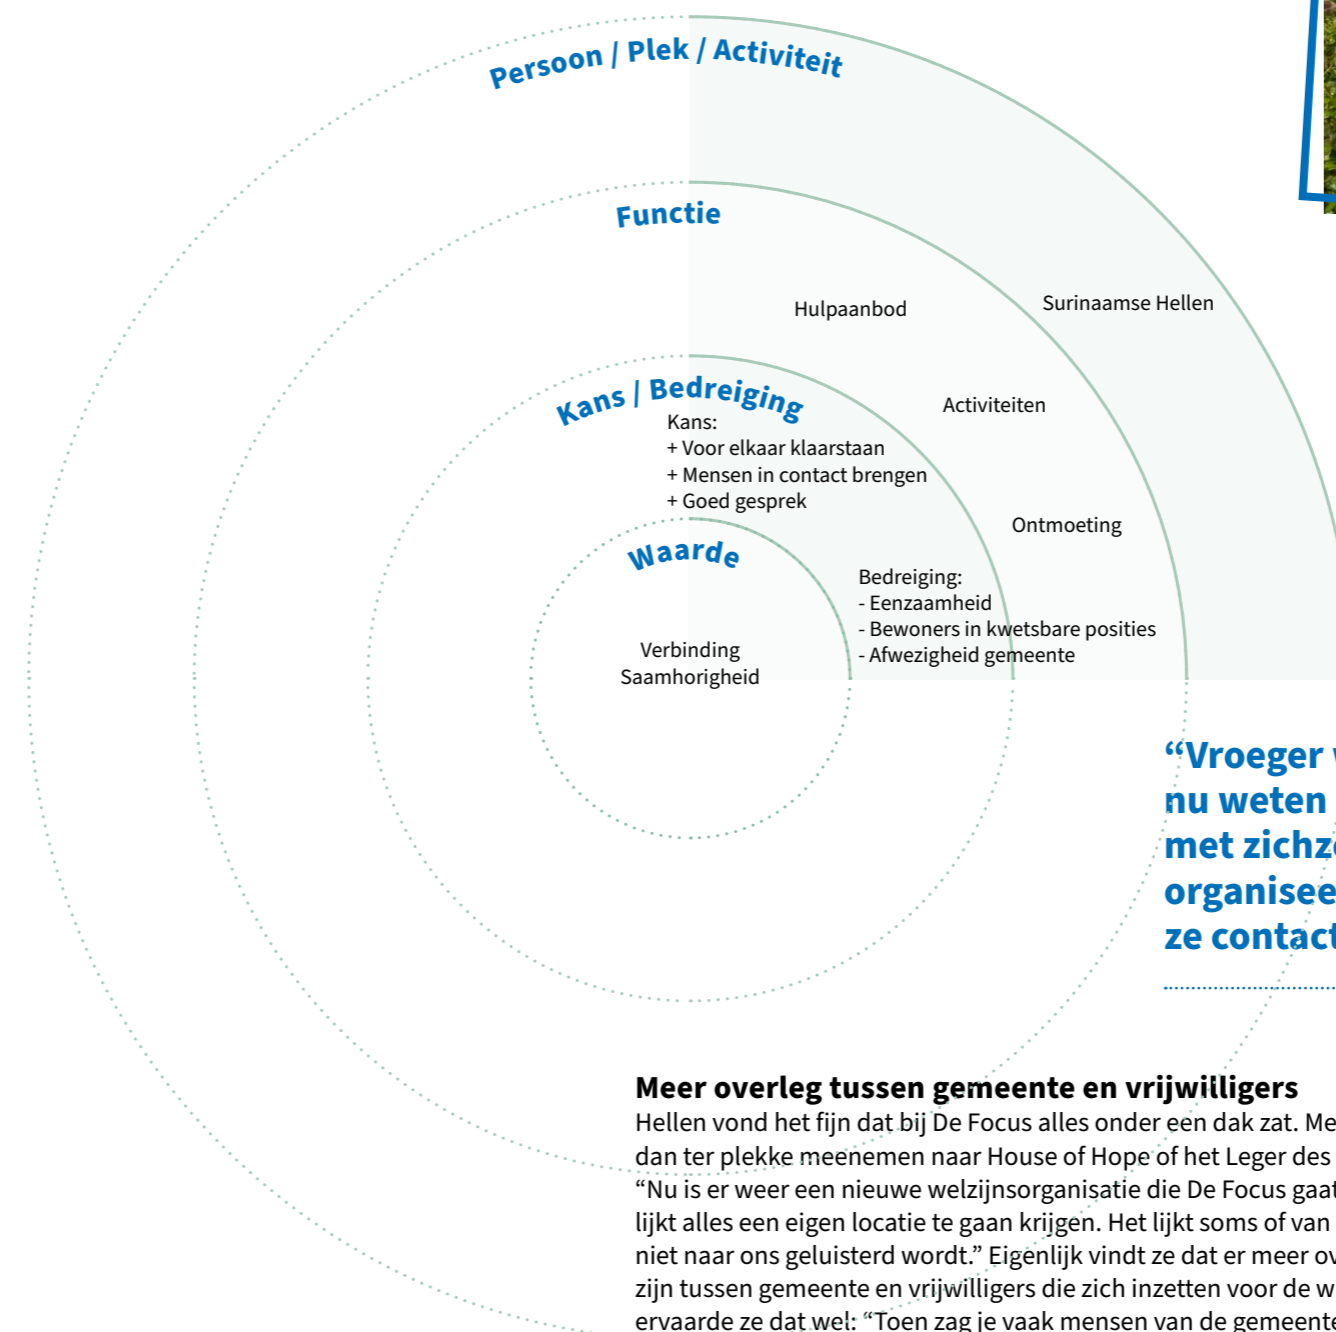 Persoon / Plek / Activiteit
Functie
Hulpaanbod
Surinaamse Hellen
Activiteiten
Ontmoeting
Kans / Bedreiging
Kans:
+ Voor elkaar klaarstaan
+ Mensen in contact brengen
+ Goed gesprek
Bedreiging:
- Eenzaamheid
- Bewoners in kwetsbare posities
- Afwezigheid gemeente
Waarde
Verbinding
Saamhorigheid
“Vroeger
nu weten
met
ze
Meer overleg tussen gemeente en vrijwilligers
Hellen vond het fijn dat bij De Focus alles onder een dak zat.
dan ter plekke meenemen naar House of Hope of het Leger des
“Nu is er weer een nieuwe welzijnsorganisatie die De Focus gaat
lijkt alles een eigen locatie te gaan krijgen. Het lijkt soms of van
niet naar ons geluisterd wordt.” Eigenlijk vindt ze dat er meer
zijn tussen gemeente en vrijwilligers die zich inzetten voor de
ervaarde ze dat wel: “Toen zag je vaak mensen van de gemeente